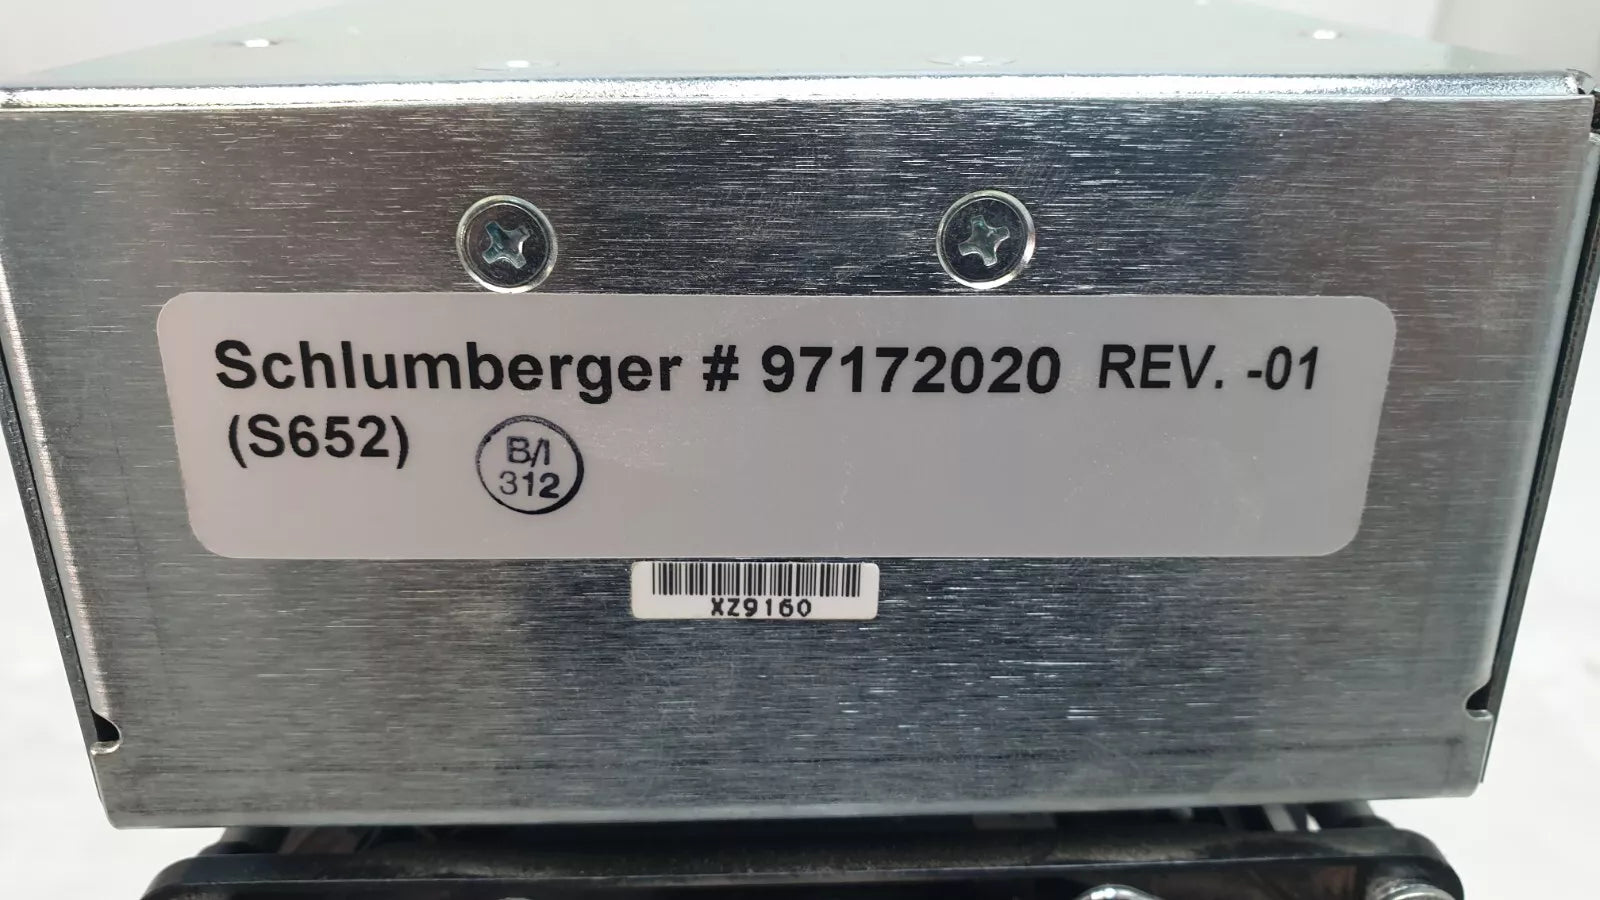 Schlumberger # 97172020 REV. -01
(S652)
B/I
312
XZ9160